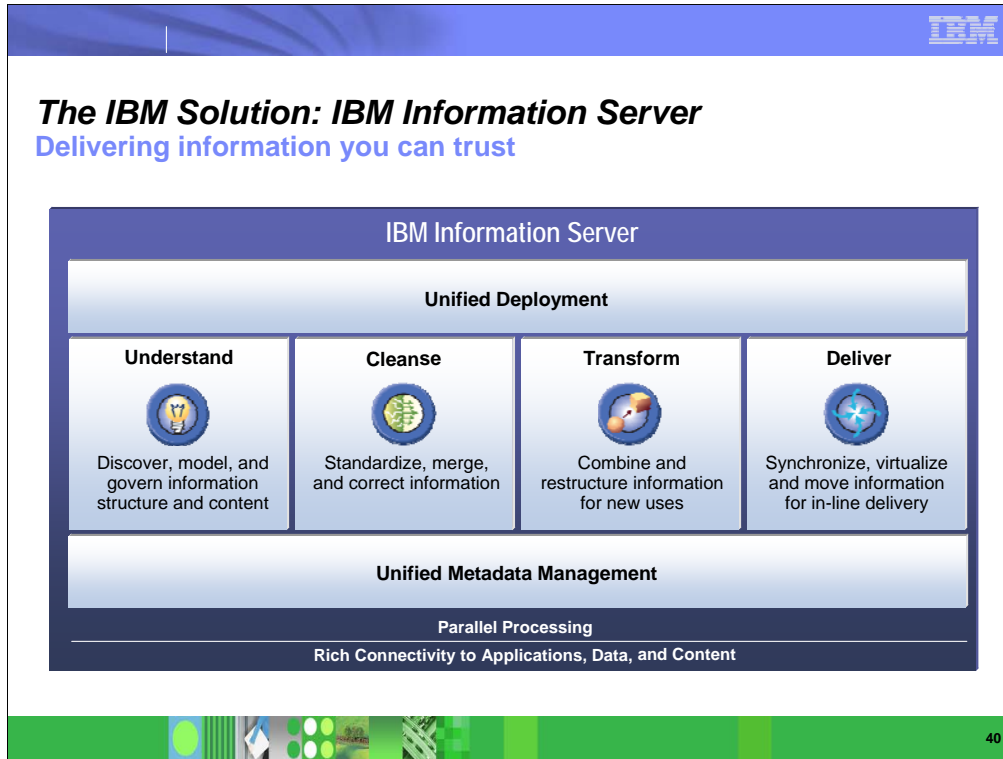 IBM
The IBM Solution: IBM Information Server
Delivering information you can trust
IBM Information Server
Unified Deployment
Understand
Discover, model, and
govern information
structure and content
Cleanse
Standardize, merge,
and correct information
Transform
Combine and
restructure information
for new uses
Deliver
Synchronize, virtualize
and move information
for in-line delivery
Unified Metadata Management
Parallel Processing
Rich Connectivity to Applications, Data, and Content
40